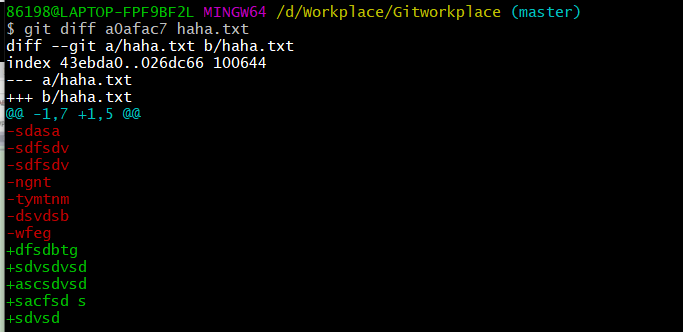 86198@LAPTOP-FPF9BF2L MINGW64 /d/Workplace/Gitworkplace (master)
$ git diff a0afac7 haha.txt
diff --git a/haha.txt b/haha.txt
index 43ebda0..026dc66 100644
--- a/haha.txt
+++ b/haha.txt
@@ -1,7 +1,5 @@
-sdasa
-sdfsdv
-sdfsdv
-ngnt
-tymtnm
-dsvdsb
-wfeg
+dfsdbtg
+sdvsdvsd
+ascsdvsd
+sacfsd s
+sdvsd